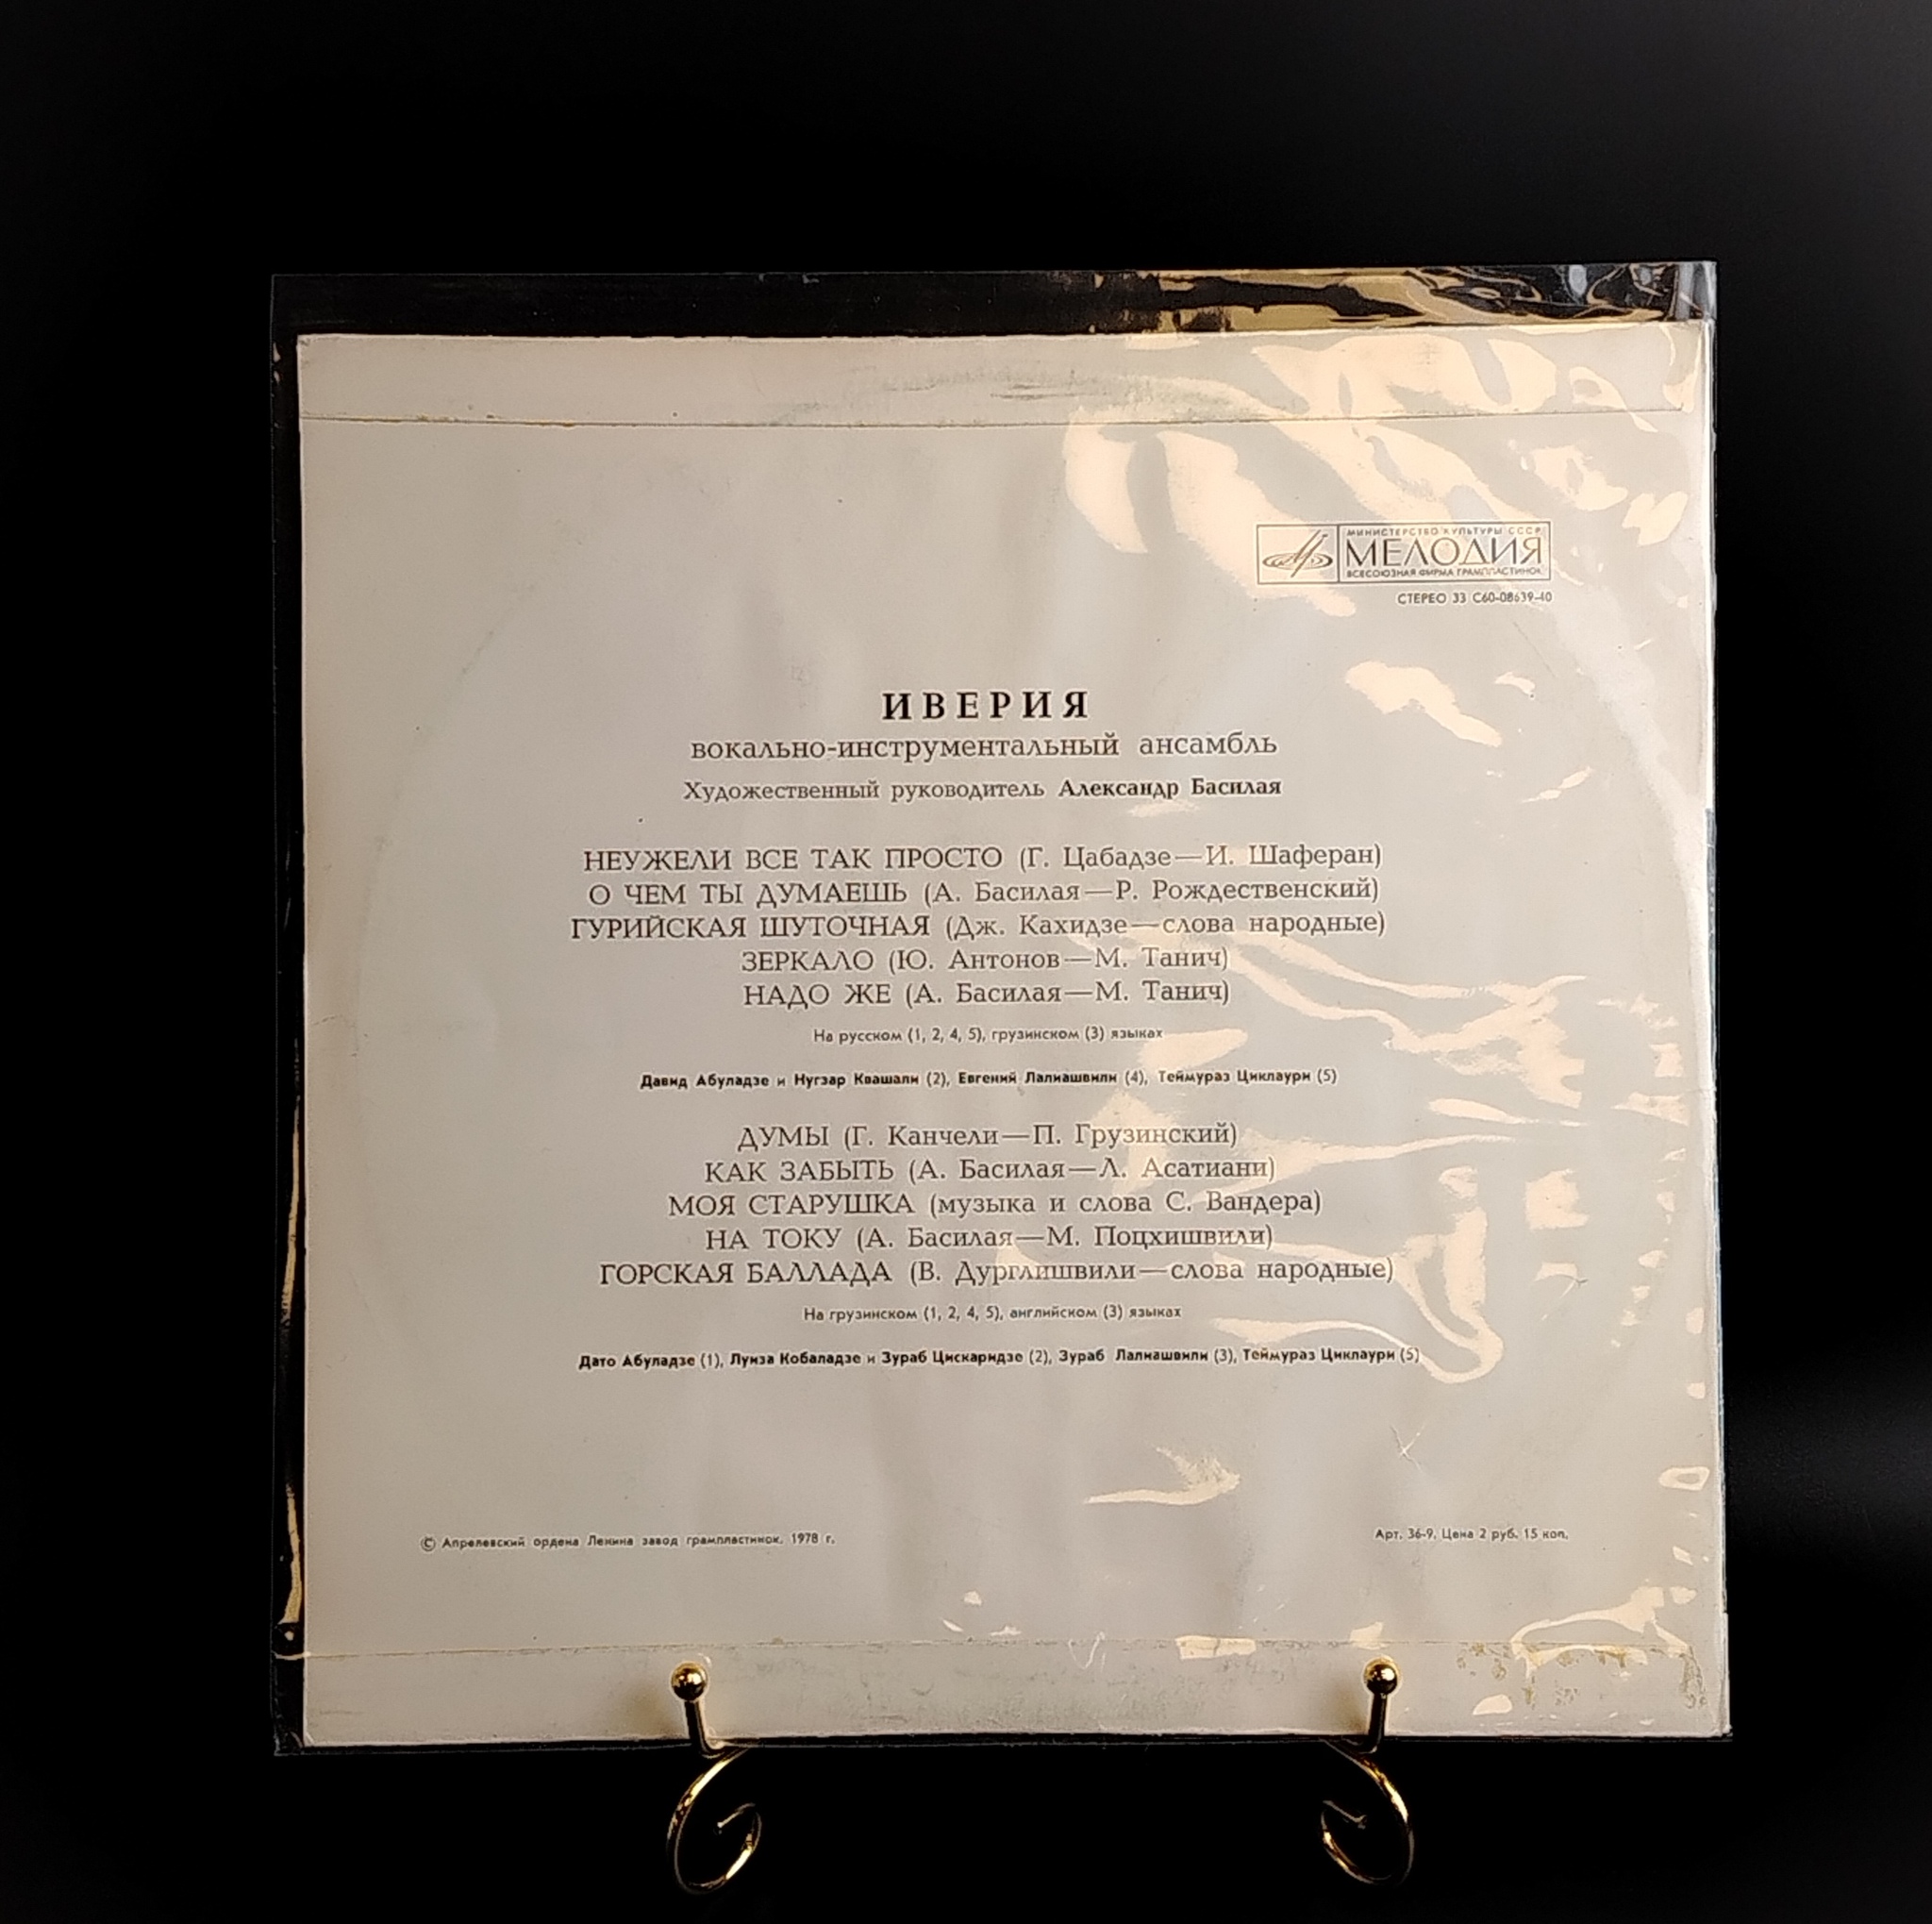 МИНИСТЕРСТВО КУЛЬТУРЫ СССР
МЕЛОДИЯ
ВСЕСОЮЗНАЯ ФИРМА ГРАМПЛАСТИНОК
СТЕРЕО 33 С60-08639-40
ИВЕРИЯ
вокально-инструментальный ансамбль
Художественный руководитель Александр Басилая
НЕУЖЕЛИ ВСЕ ТАК ПРОСТО (Г. Цабадзе—И. Шаферан)
О ЧЕМ ТЫ ДУМАЕШЬ (А. Басилая—Р. Рождественский)
ГУРИЙСКАЯ ШУТОЧНАЯ (Дж. Кахидзе—слова народные)
ЗЕРКАЛО (Ю. Антонов—М. Танич)
НАДО ЖЕ (А. Басилая—М. Танич)
На русском (1, 2, 4, 5), грузинском (3) языках
Давид Абуладзе и Нугзар Квашали (2), Евгений Лалиашвили (4), Теймураз Циклаури (5)
ДУМЫ (Г. Канчели—П. Грузинский)
КАК ЗАБЫТЬ (А. Басилая—Л. Асатиани)
МОЯ СТАРУШКА (музыка и слова С. Вандера)
НА ТОКУ (А. Басилая—М. Поцхишвили)
ГОРСКАЯ БАЛЛАДА (В. Дурглишвили—слова народные)
На грузинском (1, 2, 4, 5), английском (3) языках
Дато Абуладзе (1), Луиза Кобаладзе и Зураб Цискаридзе (2), Зураб Лалиашвили (3), Теймураз Циклаури (5)
© Апрелевский ордена Ленина завод грампластинок. 1978 г.
Арт. 36-9. Цена 2 руб. 15 коп.